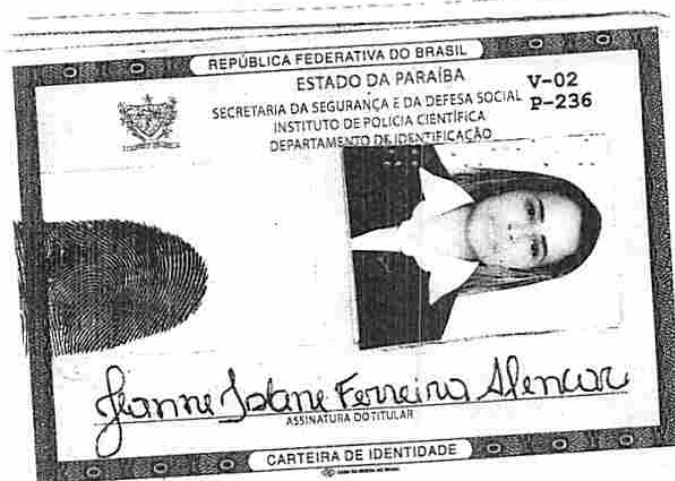 REPÚBLICA FEDERATIVA DO BRASIL
ESTADO DA PARAÍBA
SECRETARIA DA SEGURANÇA E DA DEFESA SOCIAL
INSTITUTO DE POLÍCIA CIENTÍFICA
DEPARTAMENTO DE IDENTIFICAÇÃO
V-02
P-236
Jeanne Ferreira Alencar
ASSINATURA DO TITULAR
CARTEIRA DE IDENTIDADE